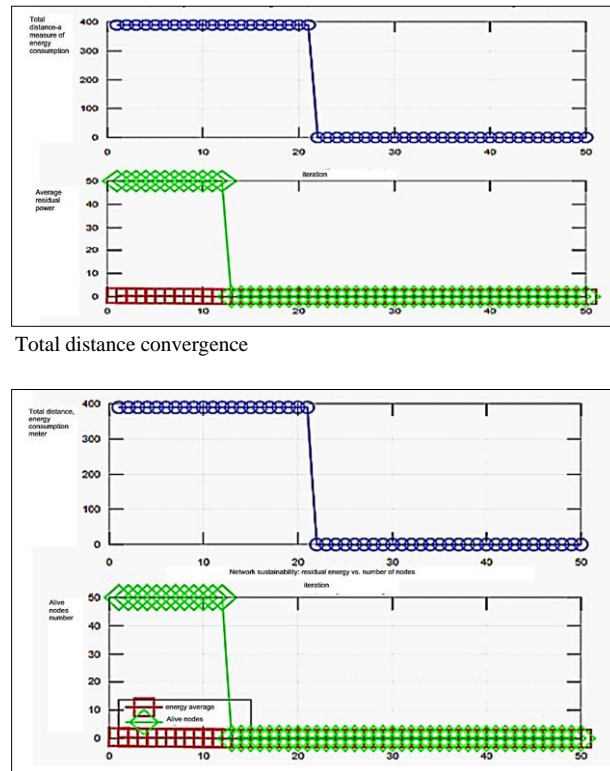 Total
distance-a
measure of
energy
consumption
400
300
200
100
0
0
10
20
30
40
50
iteration
Average
residual
power
50
40
30
20
10
0
0
10
20
30
40
50
Total distance convergence
Total distance,
energy
consumption
meter
400
300
200
100
0
0
10
20
30
40
50
Network sustainability: residual energy vs. number of nodes
iteration
Alive
nodes
number
50
40
30
20
10
0
energy average
Alive nodes
0
10
20
30
40
50